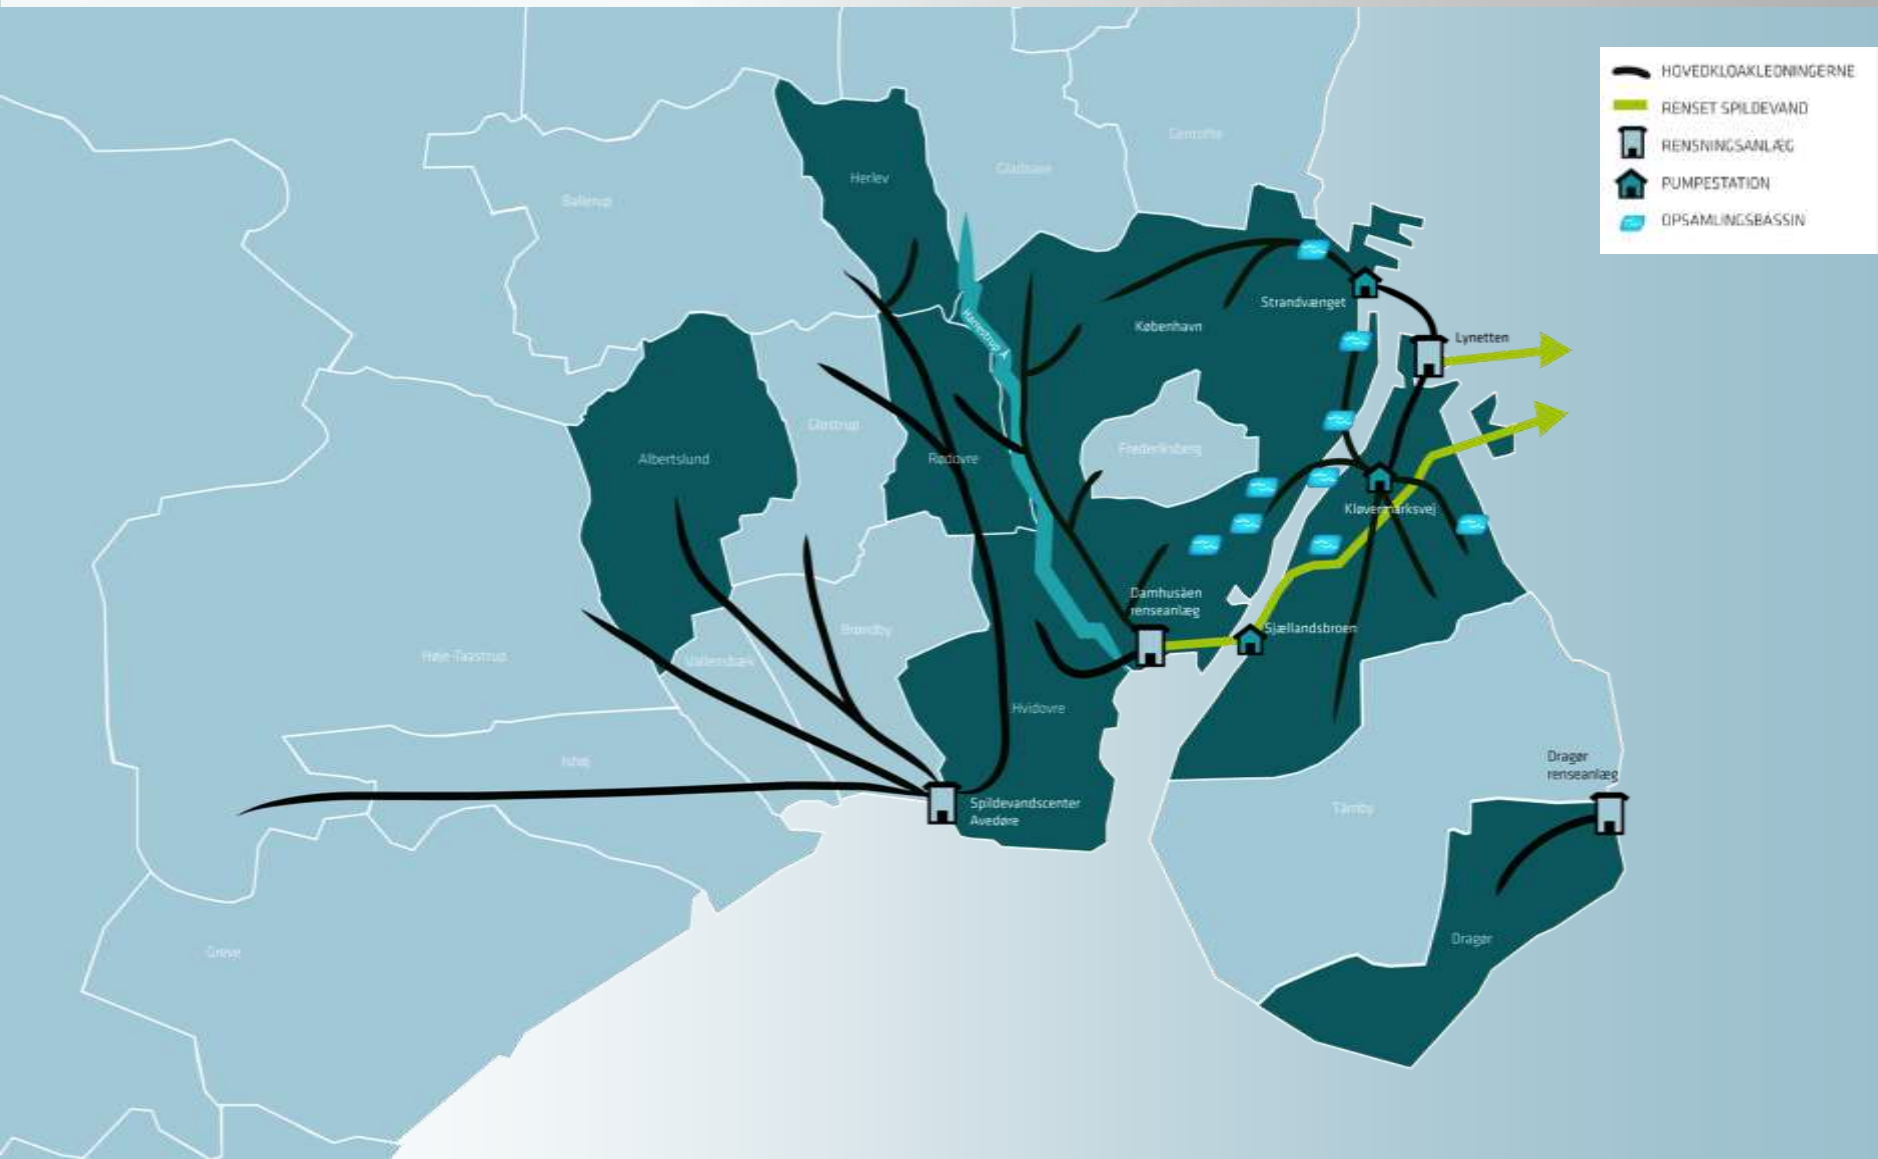 HOVEDKLOAKLEDNINGERNE
RENSET SPILDEVAND
RENSNINGSANLÆG
PUMPESTATION
OPSAMLINGSBASSIN
Gentofte
Gladsaxe
Herlev
Ballerup
Strandvænget
København
Harrestrup Å
Lynetten
Glostrup
Frederiksberg
Albertslund
Rødovre
Kløvermarksvej
Damhusåen
renseanlæg
Sjællandsbroen
Brøndby
Høje-Taastrup
Vallensbæk
Hvidovre
Ishøj
Dragør
renseanlæg
Spildevandscenter
Avedøre
Tårnby
Dragør
Greve